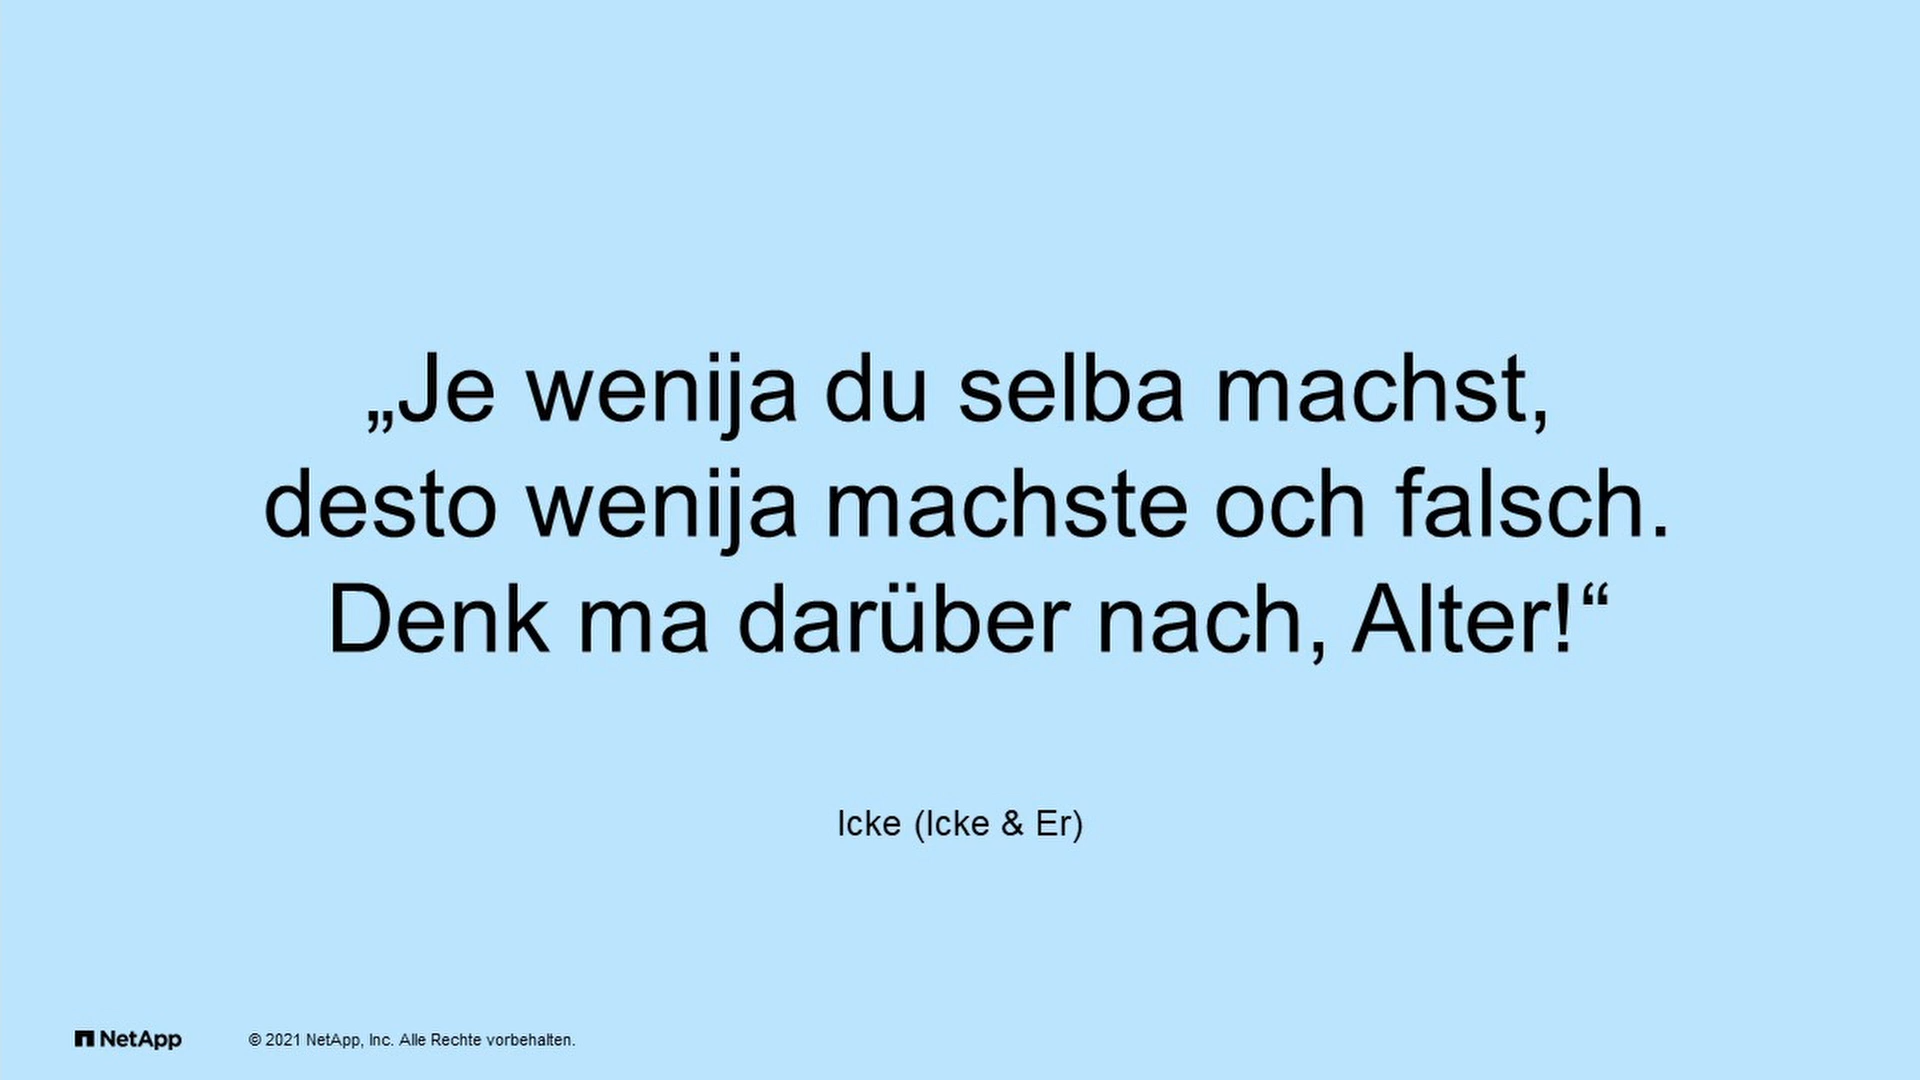 „Je wenija du selba machst,
desto wenija machste och falsch.
Denk ma darüber nach, Alter!“
Icke (Icke & Er)
NetApp
© 2021 NetApp, Inc. Alle Rechte vorbehalten.